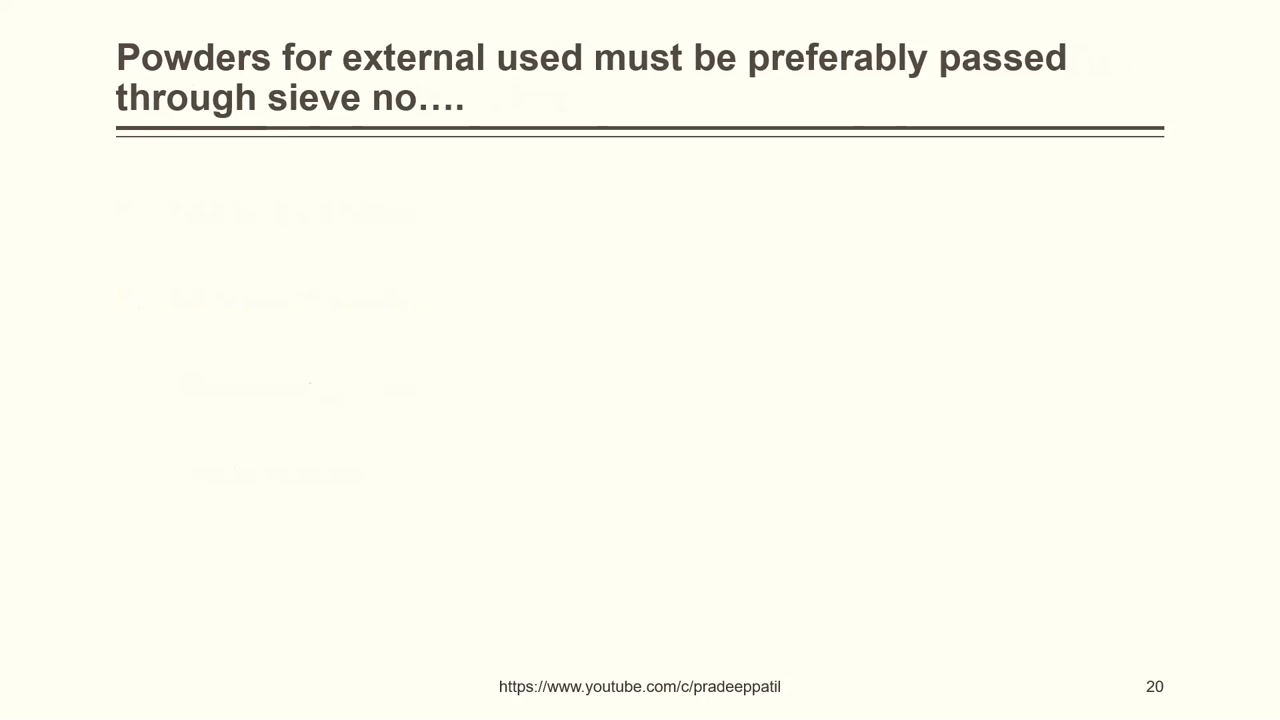 Powders for external used must be preferably passed
through sieve no….
https://www.youtube.com/c/pradeeppatil
20